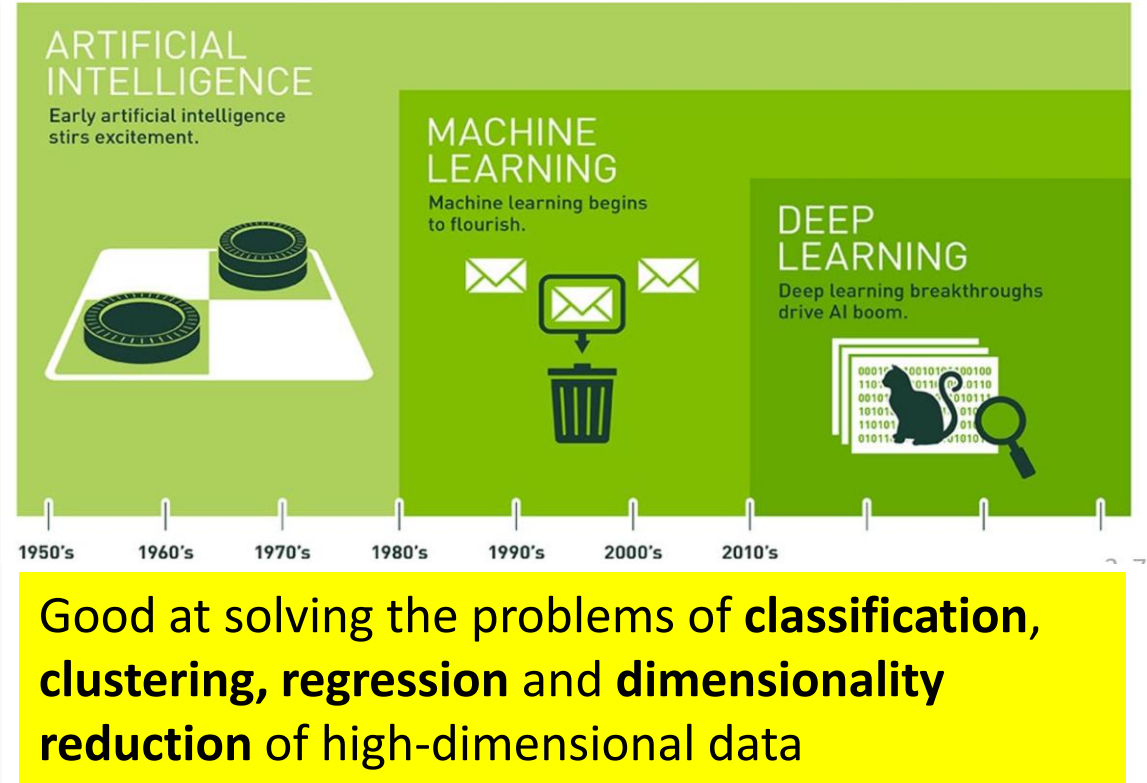 ARTIFICIAL
INTELLIGENCE
Early artificial intelligence
stirs excitement.
MACHINE
LEARNING
Machine learning begins
to flourish.
DEEP
LEARNING
Deep learning breakthroughs
drive AI boom.
1950's 1960's 1970's 1980's 1990's 2000's 2010's
Good at solving the problems of classification,
clustering, regression and dimensionality
reduction of high-dimensional data